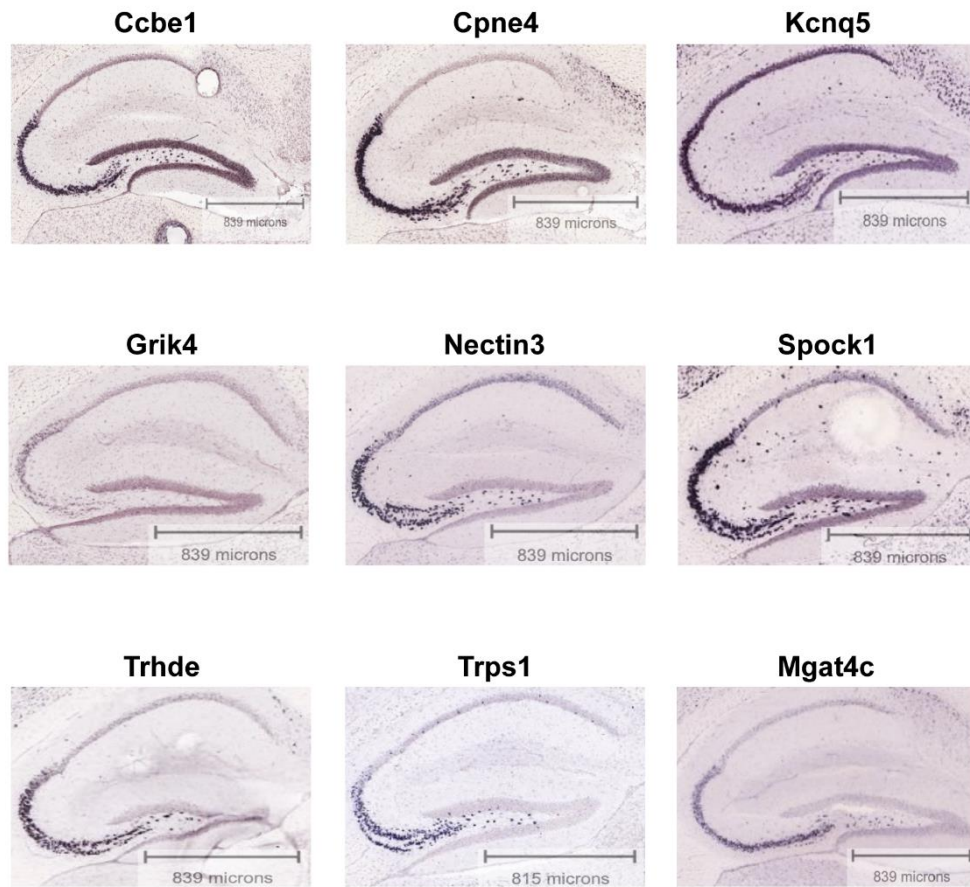 Ccbe1
Cpne4
Kcnq5
839 microns
839 microns
839 microns
Grik4
Nectin3
Spock1
839 microns
839 microns
839 microns
Trhde
Trps1
Mgat4c
839 microns
815 microns
839 microns